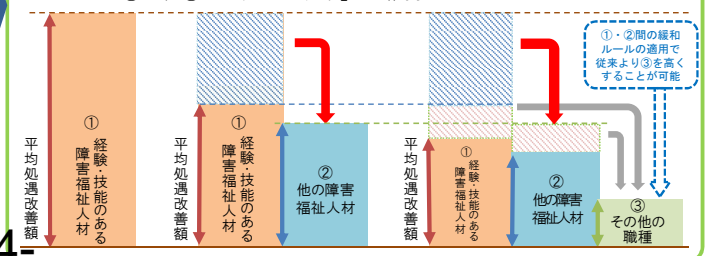 ①・②間の緩和
ルールの適用で
従来より③を高く
することが可能
平均処遇改善額
①
経験・技能のある
障害福祉人材
平均処遇改善額
①
経験・技能のある
障害福祉人材
②
他の障害
福祉人材
平均処遇改善額
①
経験・技能のある
障害福祉人材
②
他の障害
福祉人材
③
その他の
職種
4-